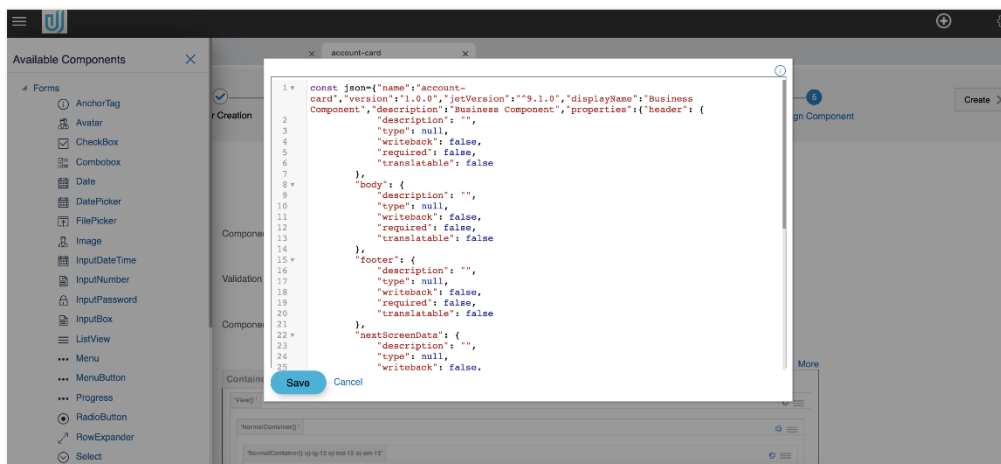 account-card
Available Components
Forms
AnchorTag
Avatar
CheckBox
Combobox
Date
DatePicker
FilePicker
Image
InputDateTime
InputNumber
InputPassword
InputBox
ListView
Menu
MenuButton
Progress
RadioButton
RowExpander
Select
r Creation
5
gn Component
Create
Compone
Validation
Compone
More
Containe
'View()'
'NormalContainer()'
'NormalContainer() oj-lg-12 oj-md-12 oj-sm-12'
1 const json={"name":"account-
card","version":"1.0.0","jetVersion":"^9.1.0","displayName":"Business
Component","description":"Business Component","properties":{"header": {
2 "description": "",
3 "type": null,
4 "writeback": false,
5 "required": false,
6 "translatable": false
7 },
8 "body": {
9 "description": "",
10 "type": null,
11 "writeback": false,
12 "required": false,
13 "translatable": false
14 },
15 "footer": {
16 "description": "",
17 "type": null,
18 "writeback": false,
19 "required": false,
20 "translatable": false
21 },
22 "nextScreenData": {
23 "description": "",
24 "type": null,
25 "writeback": false,
Save Cancel